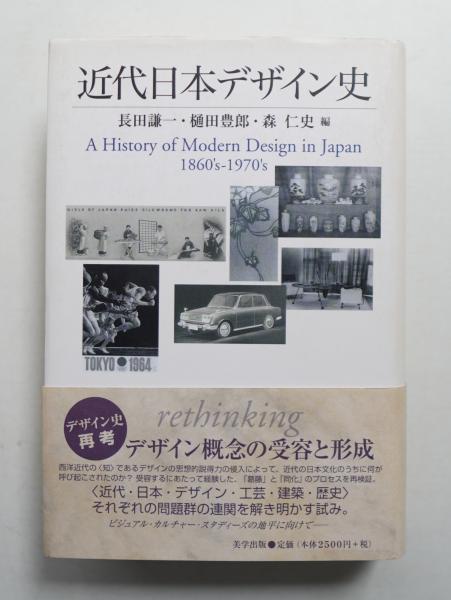 近代日本デザイン史
長田謙一・樋田豊郎・森 仁史 編
A History of Modern Design in Japan
1860's-1970's
GIRLS OF JAPAN RAISE SILKWORMS FOR RAW SILK
TOKYO 1964
デザイン史
再考
rethinking
デザイン概念の受容と形成
西洋近代の〈知〉であるデザインの思想的説得力の侵入によって、近代の日本文化のうちに何が
呼び起こされたのか? 受容するにあたって経験した、「葛藤」と「同化」のプロセスを再検証。
〈近代・日本・デザイン・工芸・建築・歴史〉
それぞれの問題群の連関を解き明かす試み。
ビジュアル・カルチャー・スタディーズの地平に向けて──
美学出版●定価(本体2500円+税)